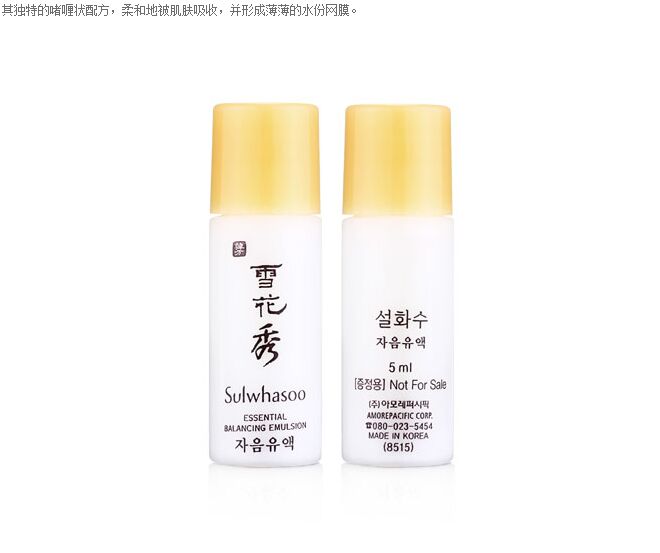 其独特的啫喱状配方，柔和地被肌肤吸收，并形成薄薄的水份网膜。
雪花秀
Sulwhasoo
ESSENTIAL
BALANCING EMULSION
자음유액
설화수
자음유액
5 ml
[증정용] Not For Sale
(주)아모레퍼시픽
AMOREPACIFIC CORP.
☎080-023-5454
MADE IN KOREA
(8515)